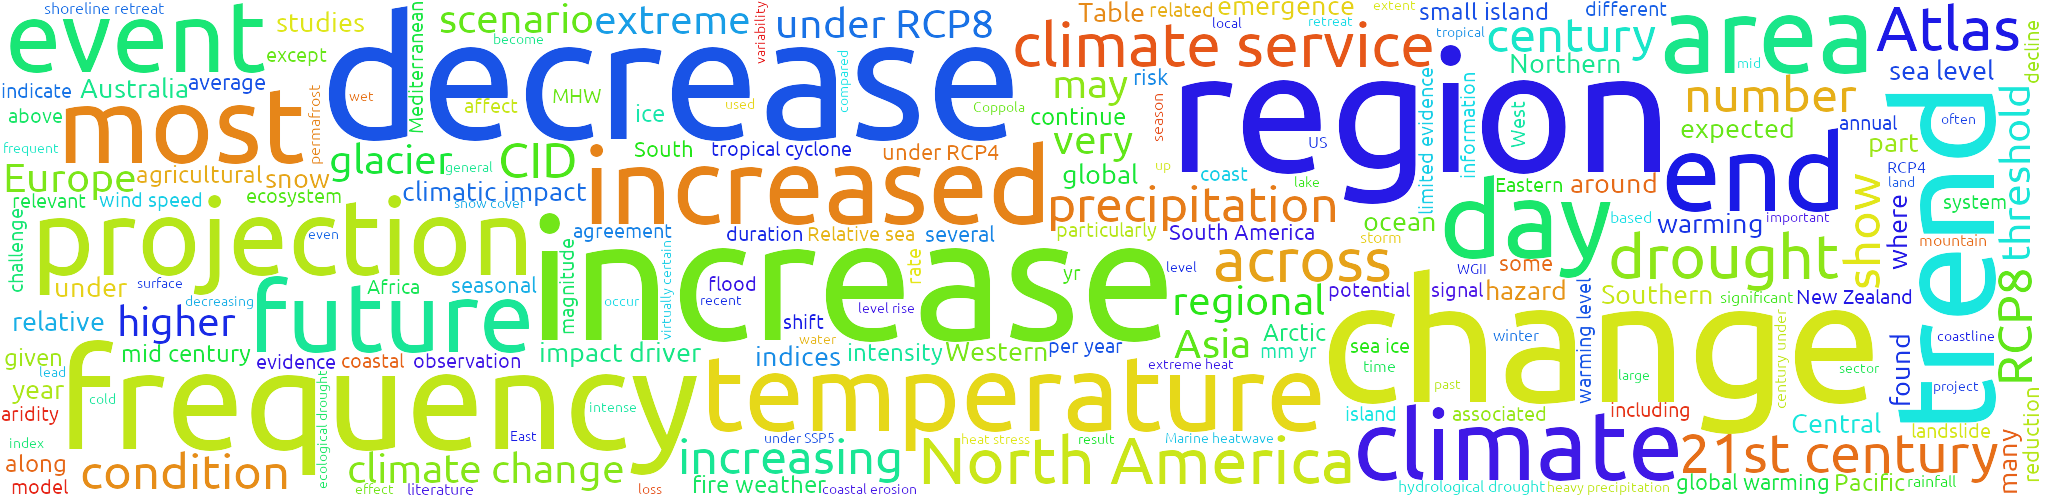 shoreline retreat
event
studies
except
indicate
Australia
average
above
most
wet
permafrost
frequent
Mediterranean
scenario
become
extreme
variability
under RCP8
decrease
affect
MHW
ice
used
compared
Coppola
Table
related
local
emergence
retreat
extent
climate service
small island
tropical
different
century
Northern
area
mid
Atlas
sea level
decline
may
risk
continue
very
season
region
limited evidence
information
US
West
number
expected
annual
often
part
Europe
agricultural
snow
relevant
wind speed
ecosystem
glacier
general
CID
South
tropical cyclone
under RCP4
climatic impact
snow cover
increased
global
up
coast
lake
precipitation
Eastern
around
based
end
warming
important
RCP4
land
where
system
mountain
threshold
trend
challenge
projection
even
under
surface
decreasing
Africa
seasonal
agreement
magnitude
duration
Relative sea
several
rate
particularly
South America
yr
level
ocean
storm
across
WGII
day
some
drought
show
relative
higher
future
occur
virtually certain
flood
recent
level rise
shift
water
increase
regional
potential
signal
hazard
Southern
significant
New Zealand
RCP8
given
mid century
evidence
coastal
observation
impact driver
indices
intensity
Western
per year
Asia
Arctic
mm yr
extreme heat
sea ice
time
change
winter
warming level
large
past
century under
sector
found
coastline
project
lead
year
cold
aridity
index
frequency
ecological drought
intense
East
temperature
island
associated
including
Central
landslide
reduction
along
model
condition
effect
climate change
literature
loss
increasing
under SSP5
fire weather
coastal erosion
heat stress
result
Marine heatwave
North America
climate
hydrological drought
heavy precipitation
21st century
global warming
Pacific
rainfall
many